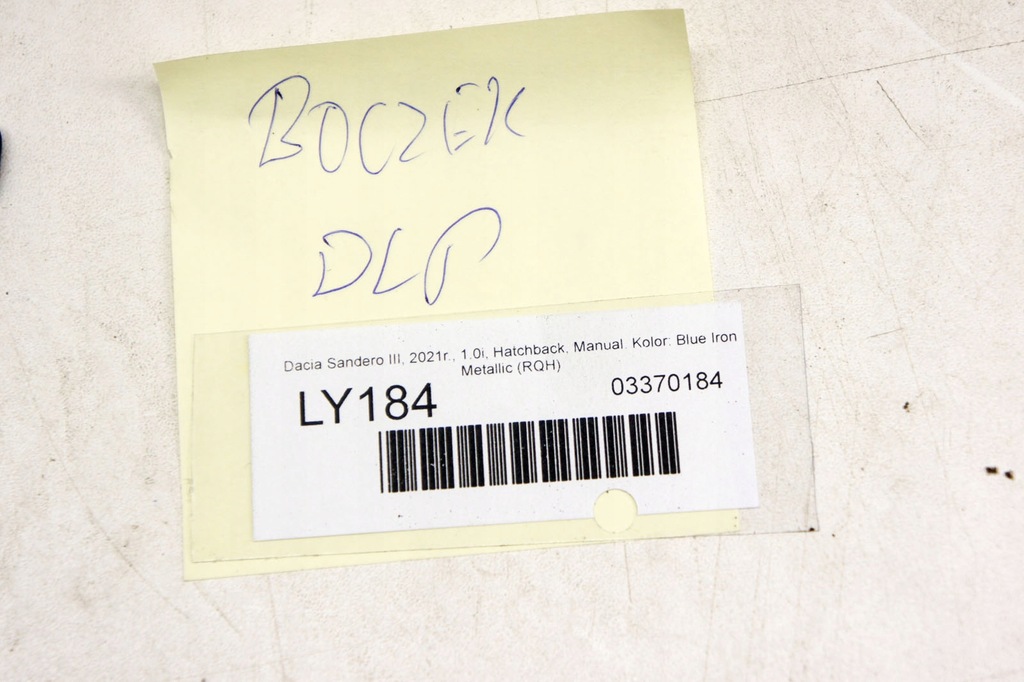 BOCZEK
DLP
Dacia Sandero III, 2021r., 1.0i, Hatchback, Manual. Kolor: Blue Iron
Metallic (RQH)
LY184
03370184